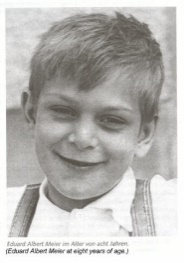 Eduard Albert Meier im Alter von acht Jahren.
(Eduard Albert Meier at eight years of age.)